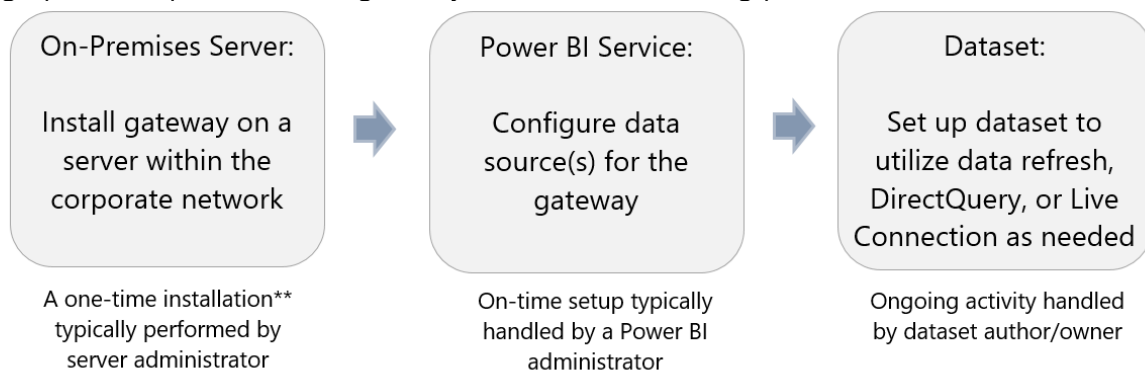 On-Premises Server:
Install gateway on a
server within the
corporate network
A one-time installation**
typically performed by
server administrator
Power BI Service:
Configure data
source(s) for the
gateway
On-time setup typically
handled by a Power BI
administrator
Dataset:
Set up dataset to
utilize data refresh,
DirectQuery, or Live
Connection as needed
Ongoing activity handled
by dataset author/owner